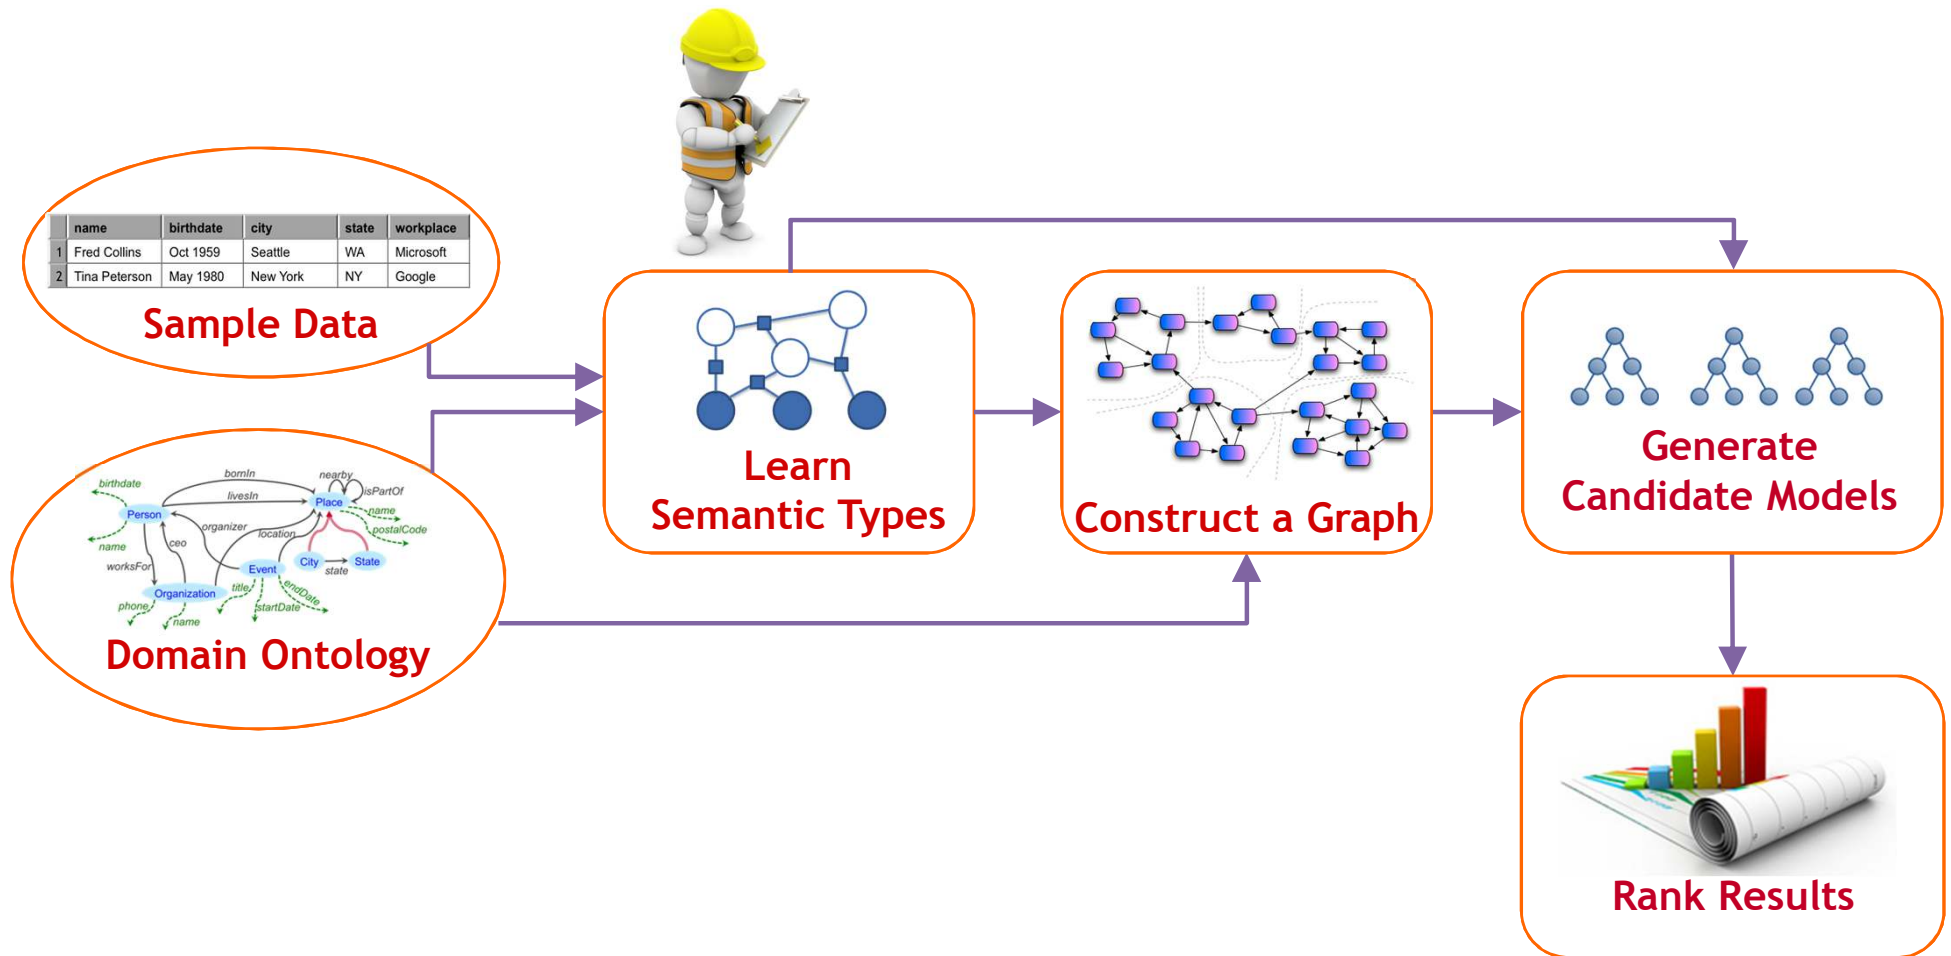 name birthdate city state workplace
1 Fred Collins Oct 1959 Seattle WA Microsoft
2 Tina Peterson May 1980 New York NY Google
Sample Data
bornIn
nearby
birthdate
livesIn
isPartOf
Person
Place
name
organizer
postalCode
name
ceo
location
worksFor
Event
City
state
State
Organization
title
endDate
phone
name
startDate
Domain Ontology
Learn
Semantic Types
Construct a Graph
Generate
Candidate Models
Rank Results